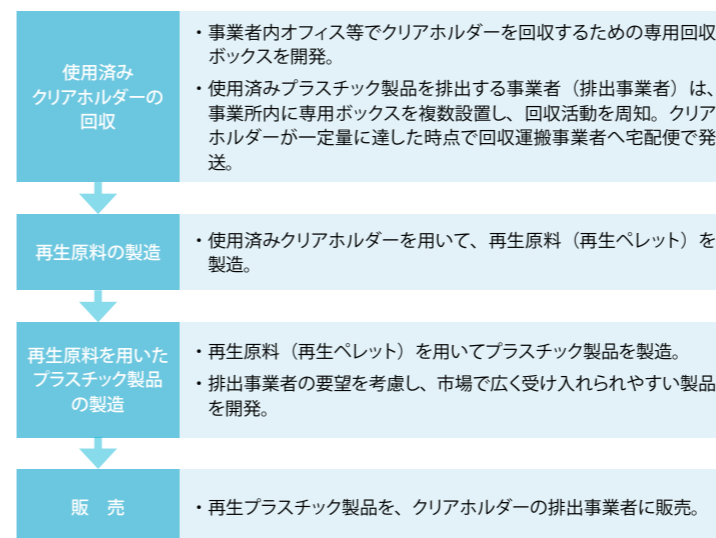 使用済み
クリアホルダーの
回収
・事業者内オフィス等でクリアホルダーを回収するための専用回収
ボックスを開発。
・使用済みプラスチック製品を排出する事業者（排出事業者）は、
事業所内に専用ボックスを複数設置し、回収活動を周知。クリア
ホルダーが一定量に達した時点で回収運搬事業者へ宅配便で発
送。
再生原料の製造
・使用済みクリアホルダーを用いて、再生原料（再生ペレット）を
製造。
再生原料を用いた
プラスチック製品
の製造
・再生原料（再生ペレット）を用いてプラスチック製品を製造。
・排出事業者の要望を考慮し、市場で広く受け入れられやすい製品
を開発。
販　売
・再生プラスチック製品を、クリアホルダーの排出事業者に販売。